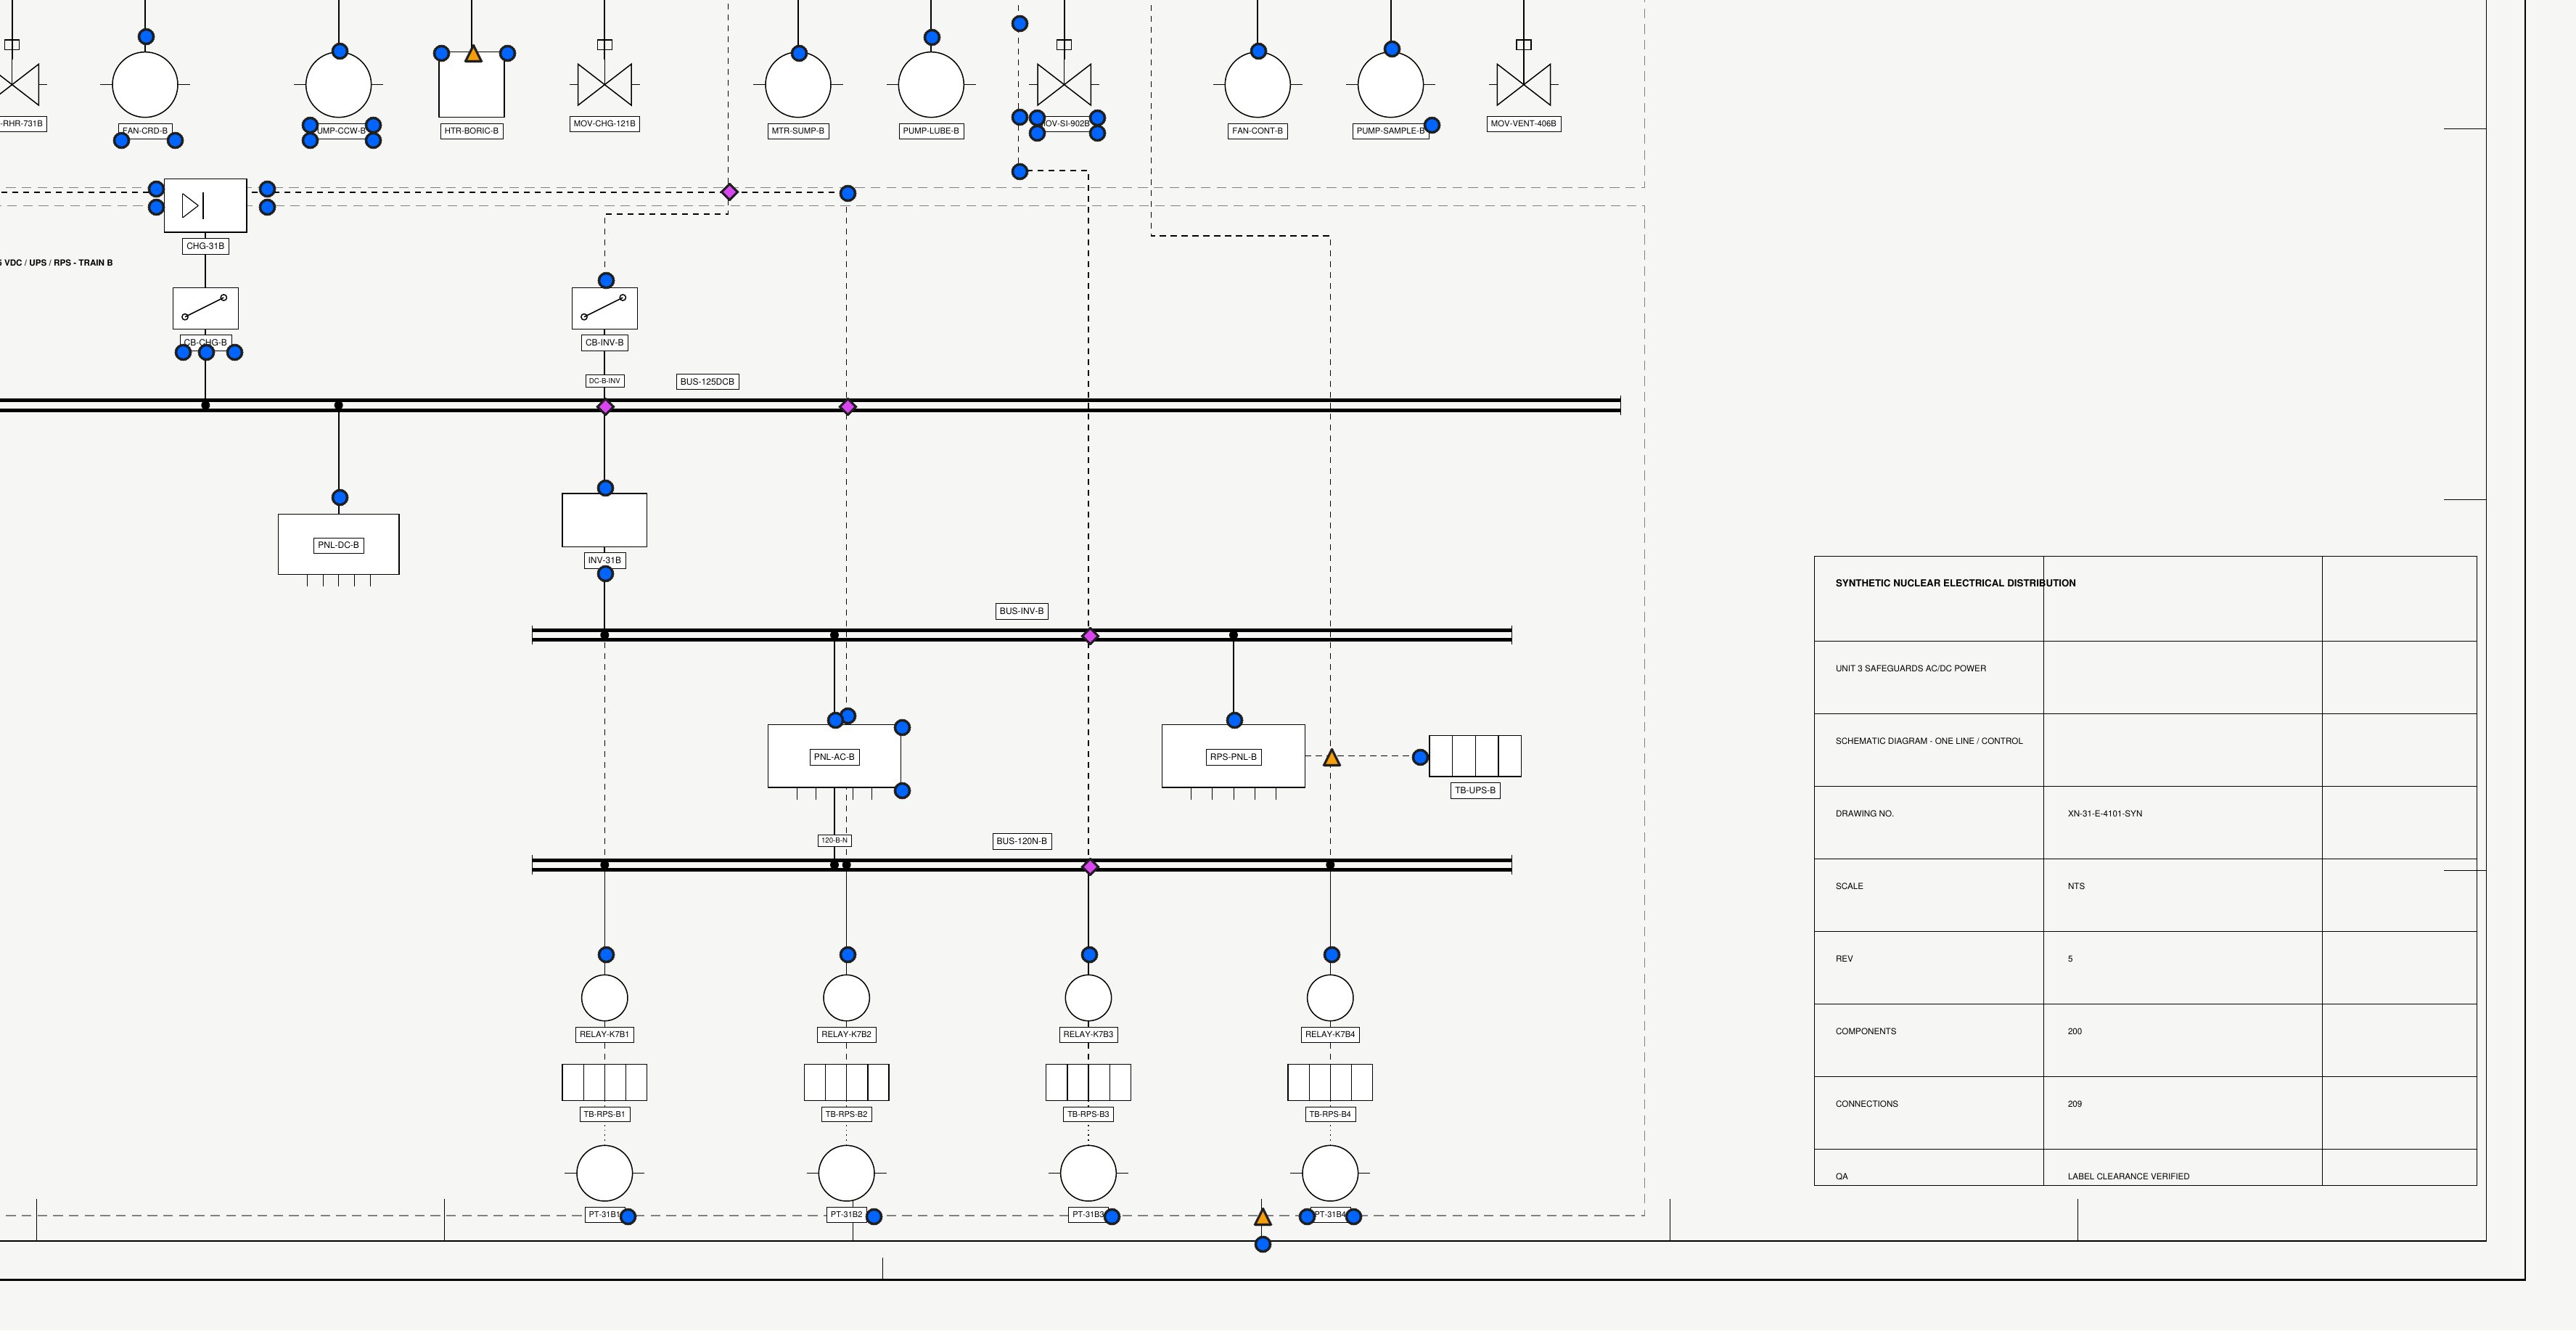 -RHR-731B
FAN-CRD-B
UMP-CCW-B
HTR-BORIC-B
MOV-CHG-121B
MTR-SUMP-B
PUMP-LUBE-B
OV-SI-902B
FAN-CONT-B
PUMP-SAMPLE-B
MOV-VENT-406B
CHG-31B
VDC / UPS / RPS - TRAIN B
CB-CHG-B
CB-INV-B
DC-B-INV
BUS-125DCB
PNL-DC-B
INV-31B
BUS-INV-B
PNL-AC-B
RPS-PNL-B
TB-UPS-B
120-B-N
BUS-120N-B
RELAY-K7B1
RELAY-K7B2
RELAY-K7B3
RELAY-K7B4
TB-RPS-B1
TB-RPS-B2
TB-RPS-B3
TB-RPS-B4
PT-31B1
PT-31B2
PT-31B3
PT-31B4
SYNTHETIC NUCLEAR ELECTRICAL DISTRIBUTION
UNIT 3 SAFEGUARDS AC/DC POWER
SCHEMATIC DIAGRAM - ONE LINE / CONTROL
DRAWING NO. XN-31-E-4101-SYN
SCALE NTS
REV 5
COMPONENTS 200
CONNECTIONS 209
QA LABEL CLEARANCE VERIFIED